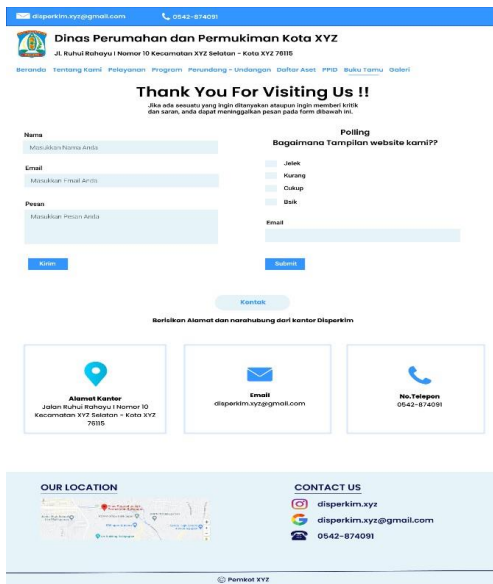 disperkim.xyz@gmail.com 0542-874091
Dinas Perumahan dan Permukiman Kota XYZ
Jl. Ruhui Rahayu I Nomor 10 Kecamatan XYZ Selatan - Kota XYZ 76115
Beranda Tentang Kami Pelayanan Program Perundang - Undangan Daftar Aset PPID Buku Tamu Galeri
Thank You For Visiting Us !!
Jika ada sesuatu yang ingin ditanyakan ataupun ingin memberi kritik
dan saran, anda dapat meninggalkan pesan pada form dibawah ini.
Nama
Masukkan Nama Anda
Email
Masukkan Email Anda
Pesan
Masukkan Pesan Anda
Kirim
Polling
Bagaimana Tampilan website kami??
Jelek
Kurang
Cukup
Baik
Email
Submit
Kontak
Berisikan Alamat dan narahubung dari kantor Disperkim
Alamat Kantor
Jalan Ruhui Rahayu I Nomor 10
Kecamatan XYZ Selatan - Kota XYZ
76115
Email
disperkim.xyz@gmail.com
No.Telepon
0542-874091
OUR LOCATION
CONTACT US
disperkim.xyz
disperkim.xyz@gmail.com
0542-874091
© Pemkot XYZ